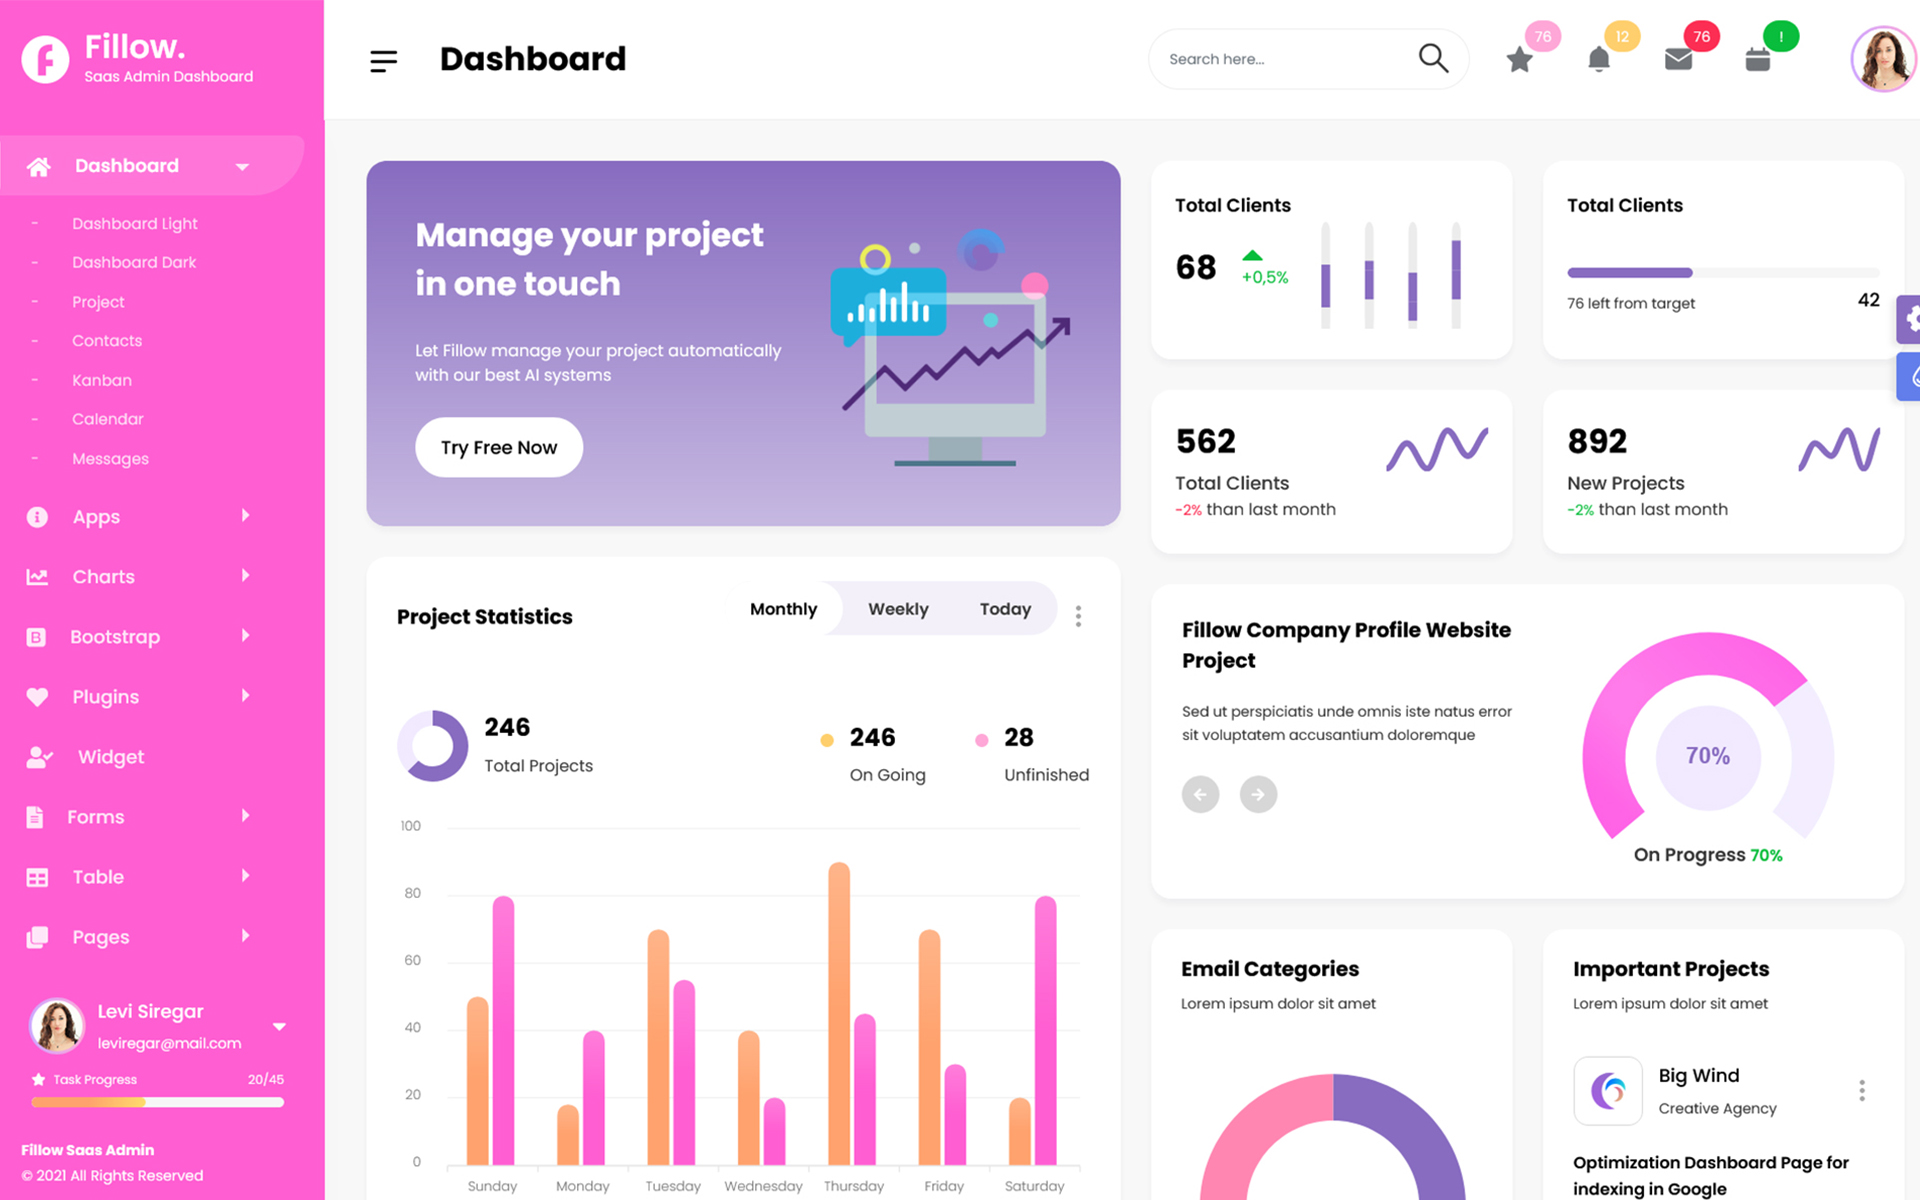 Fillow.
Saas Admin Dashboard
Dashboard
Dashboard Light
Dashboard Dark
Project
Contacts
Kanban
Calendar
Messages
Apps
Charts
Bootstrap
Plugins
Widget
Forms
Table
Pages
Levi Siregar
leviregar@mail.com
Task Progress 20/45
Fillow Saas Admin
© 2021 All Rights Reserved
Dashboard
Search here...
76
12
76
!
Manage your project
in one touch
Let Fillow manage your project automatically
with our best AI systems
Try Free Now
Total Clients
68
+0,5%
Total Clients
76 left from target
42
562
Total Clients
-2% than last month
892
New Projects
-2% than last month
Project Statistics
Monthly Weekly Today
246
Total Projects
246
On Going
28
Unfinished
100
80
60
40
20
0
Sunday Monday Tuesday Wednesday Thursday Friday Saturday
Fillow Company Profile Website
Project
Sed ut perspiciatis unde omnis iste natus error
sit voluptatem accusantium doloremque
70%
On Progress 70%
Email Categories
Lorem ipsum dolor sit amet
Important Projects
Lorem ipsum dolor sit amet
Big Wind
Creative Agency
Optimization Dashboard Page for
indexing in Google